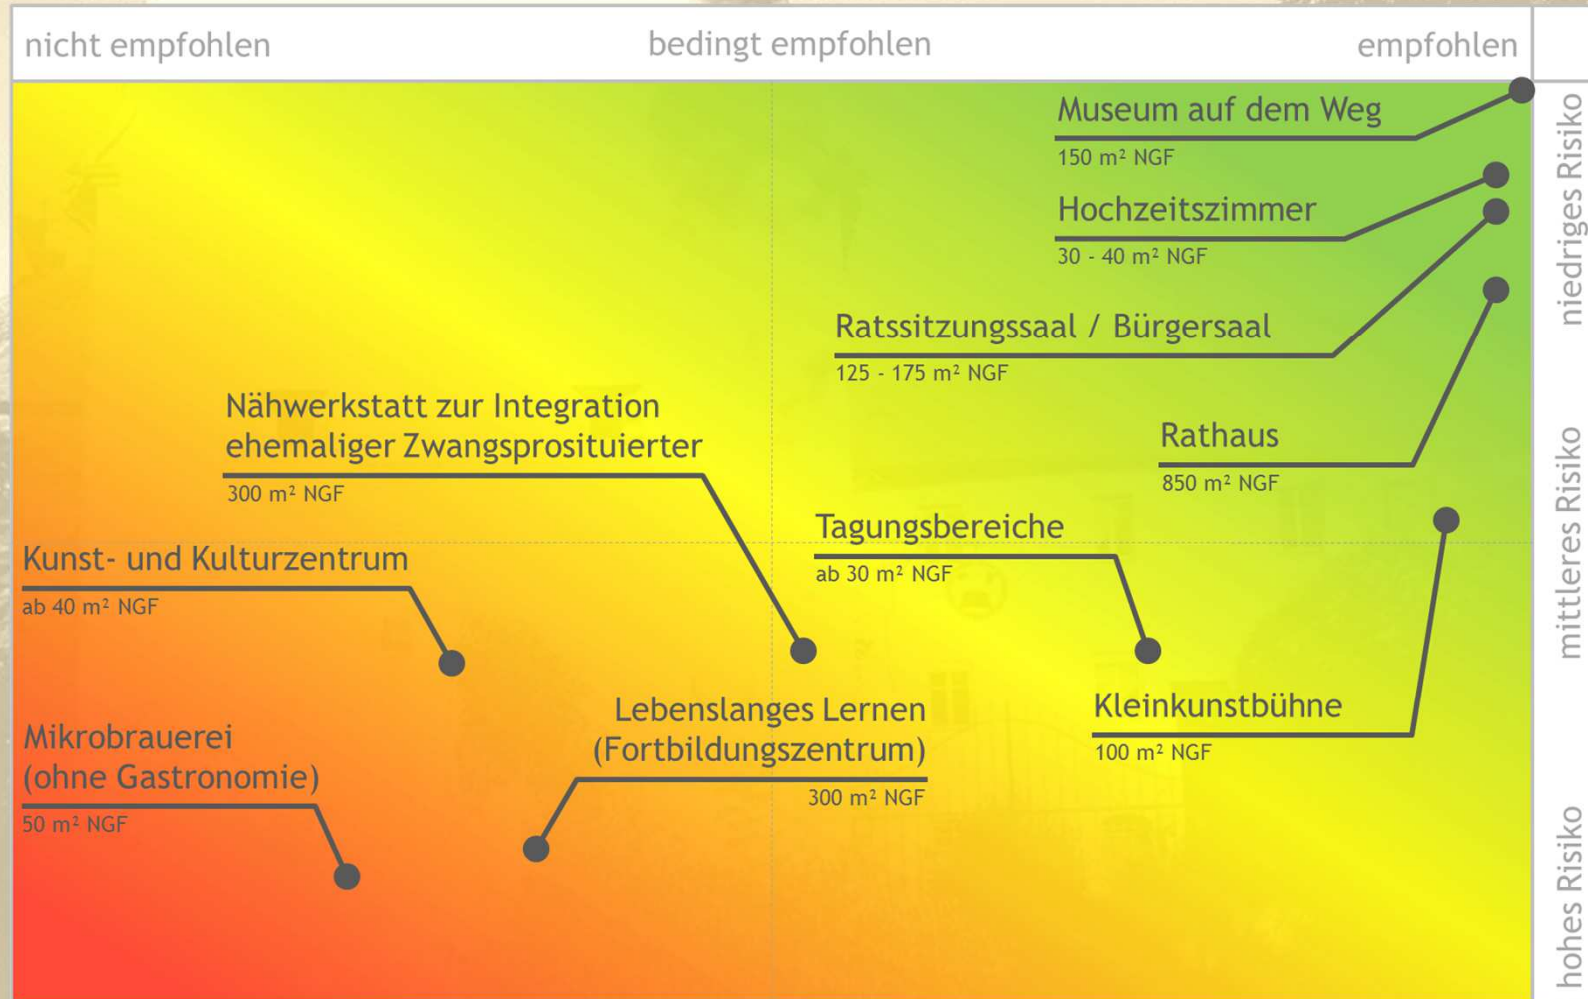 nicht empfohlen
bedingt empfohlen
empfohlen
Museum auf dem Weg
150 m² NGF
niedriges Risiko
Hochzeitszimmer
30 - 40 m² NGF
Ratssitzungssaal / Bürgersaal
125 - 175 m² NGF
Nähwerkstatt zur Integration
ehemaliger Zwangsprosituierter
300 m² NGF
Rathaus
850 m² NGF
mittleres Risiko
Tagungsbereiche
ab 30 m² NGF
Kunst- und Kulturzentrum
ab 40 m² NGF
Lebenslanges Lernen
(Fortbildungszentrum)
300 m² NGF
Kleinkunstbühne
100 m² NGF
Mikrobrauerei
(ohne Gastronomie)
50 m² NGF
hohes Risiko